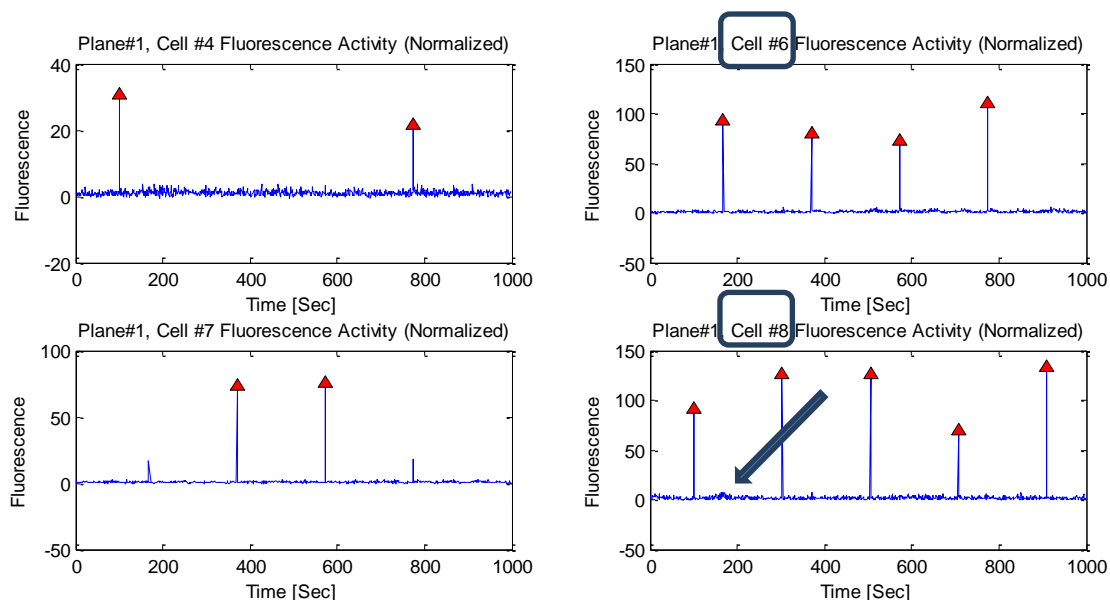 Plane#1, Cell #4 Fluorescence Activity (Normalized)
40
20
0
-20
Fluorescence
0 200 400 600 800 1000
Time [Sec]
Plane#1, Cell #6 Fluorescence Activity (Normalized)
150
100
50
0
-50
Fluorescence
0 200 400 600 800 1000
Time [Sec]
Plane#1, Cell #7 Fluorescence Activity (Normalized)
100
50
0
-50
Fluorescence
0 200 400 600 800 1000
Time [Sec]
Plane#1, Cell #8 Fluorescence Activity (Normalized)
150
100
50
0
-50
Fluorescence
0 200 400 600 800 1000
Time [Sec]